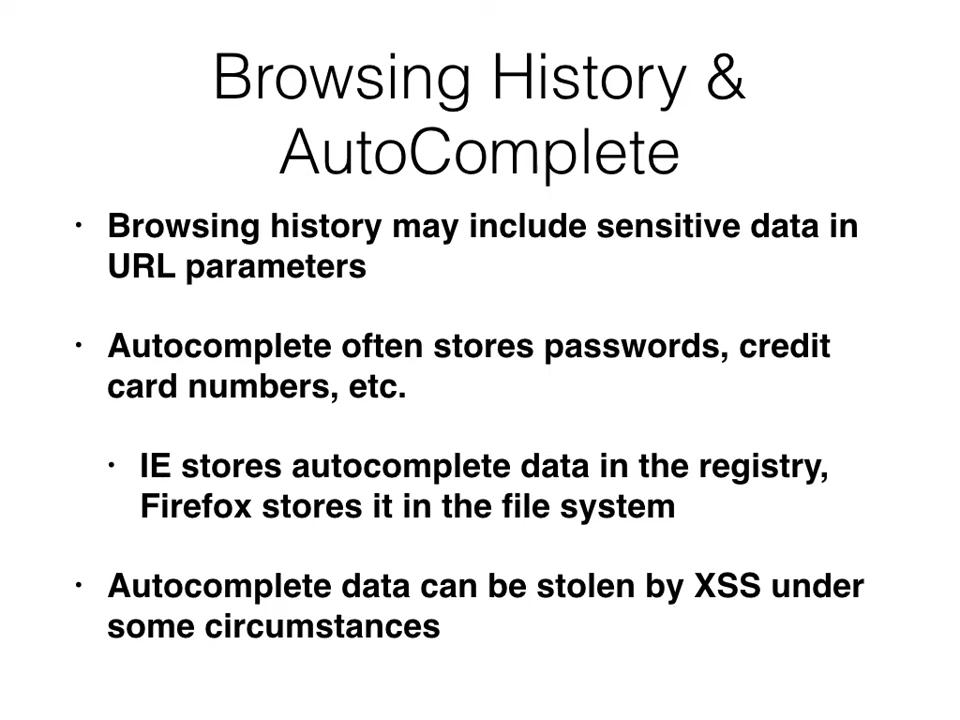 Browsing History &
AutoComplete
• Browsing history may include sensitive data in
URL parameters
• Autocomplete often stores passwords, credit
card numbers, etc.
• IE stores autocomplete data in the registry,
Firefox stores it in the file system
• Autocomplete data can be stolen by XSS under
some circumstances